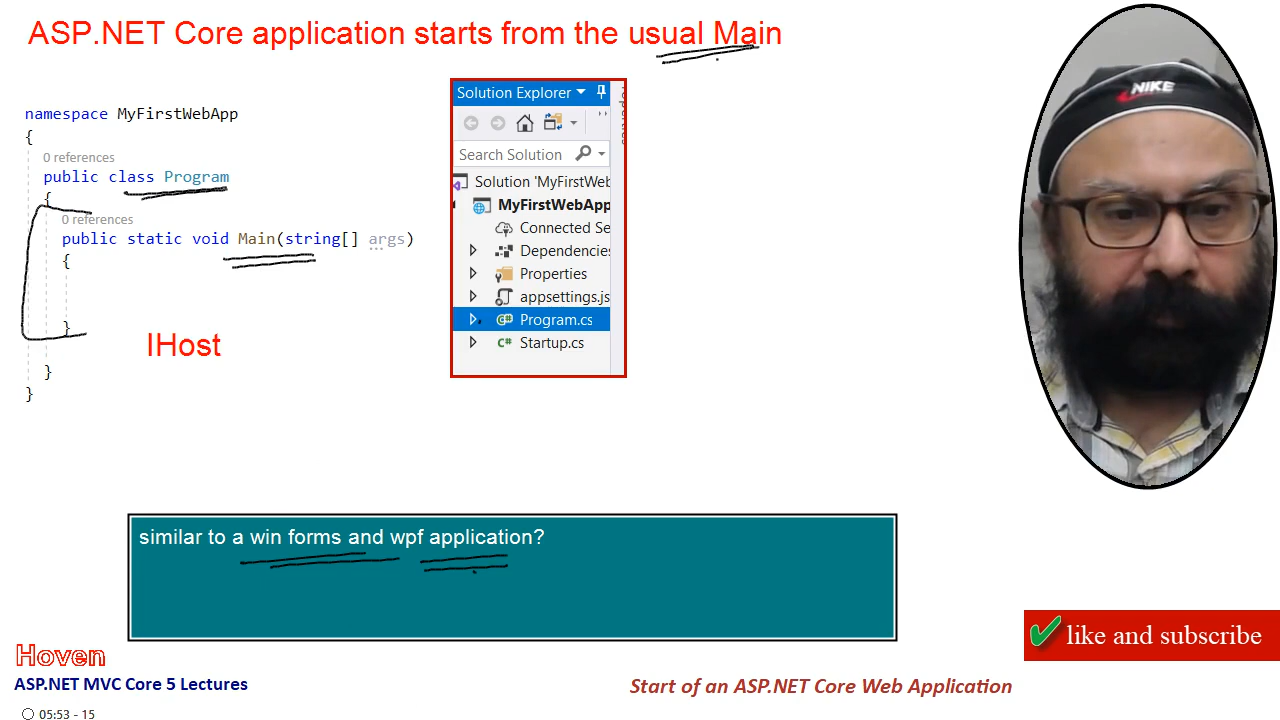 ASP.NET Core application starts from the usual Main
namespace MyFirstWebApp
{
0 references
public class Program
{
0 references
public static void Main(string[] args)
{
}
}
}
IHost
Solution Explorer
Search Solution
Solution 'MyFirstWeb
MyFirstWebApp
Connected Se
Dependencies
Properties
appsettings.js
Program.cs
Startup.cs
NIKE
similar to a win forms and wpf application?
like and subscribe
Hoven
ASP.NET MVC Core 5 Lectures
Start of an ASP.NET Core Web Application
05:53 - 15